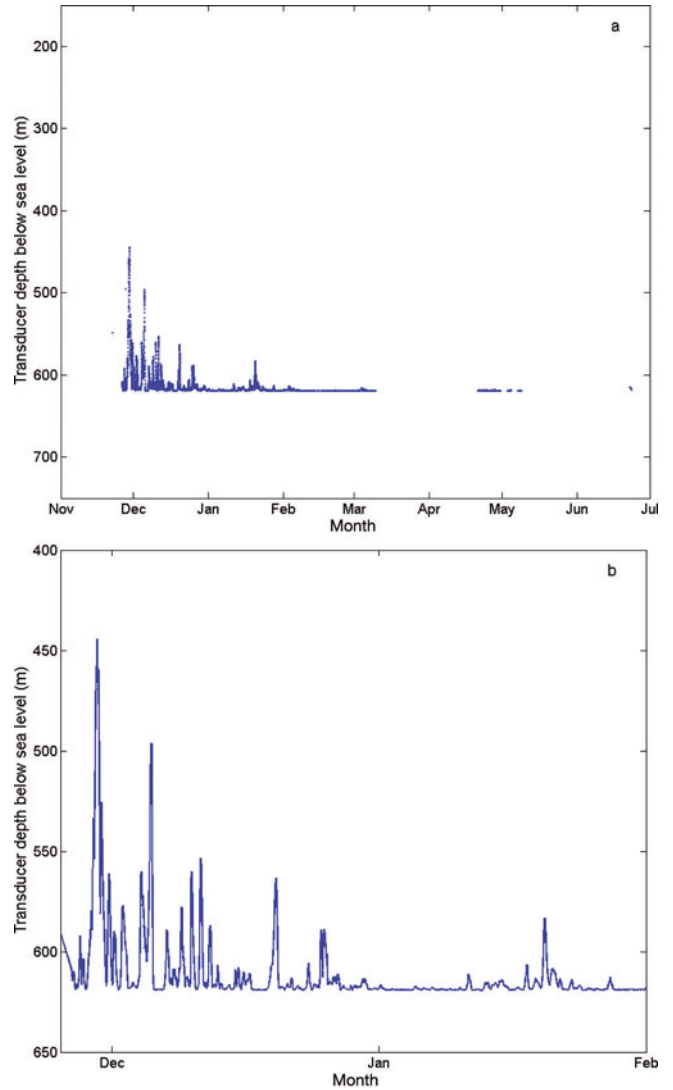 a
200
300
400
500
600
700
Transducer depth below sea level (m)
Nov Dec Jan Feb Mar Apr May Jun Jul
Month
b
400
450
500
550
600
650
Transducer depth below sea level (m)
Dec Jan Feb
Month